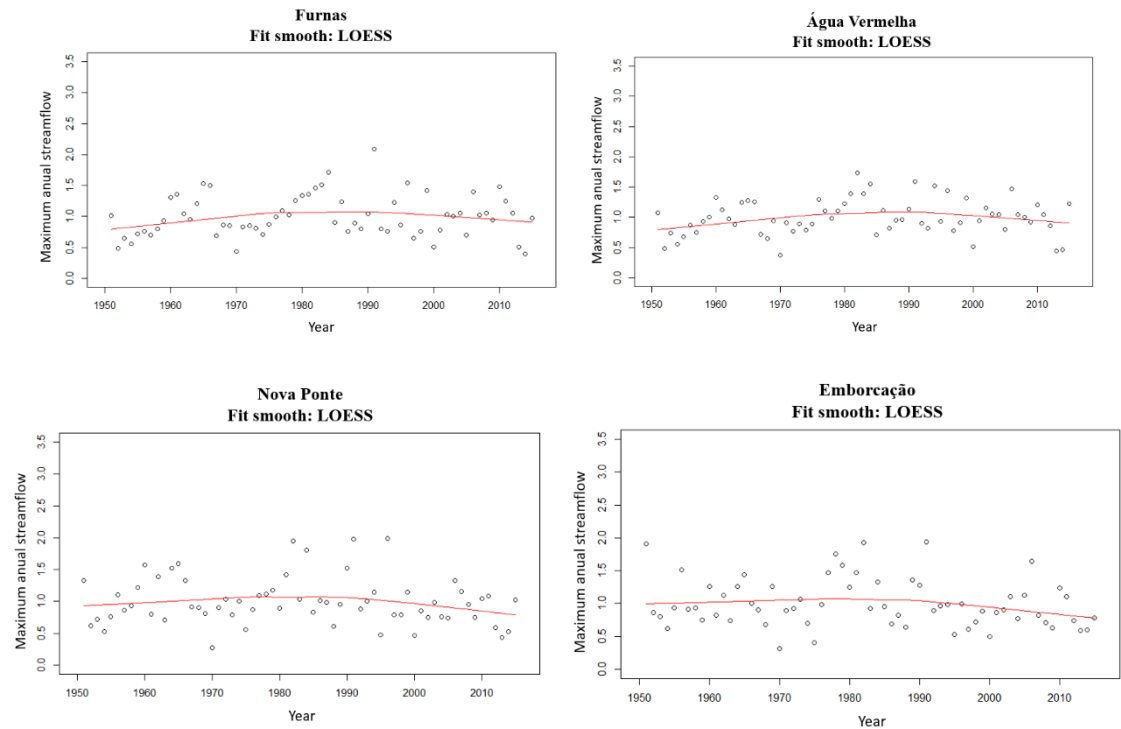 Furnas
Fit smooth: LOESS
Maximum anual streamflow
3.5
3.0
2.5
2.0
1.5
1.0
0.5
0.0
1950 1960 1970 1980 1990 2000 2010
Year
Água Vermelha
Fit smooth: LOESS
Maximum anual streamflow
3.5
3.0
2.5
2.0
1.5
1.0
0.5
0.0
1950 1960 1970 1980 1990 2000 2010
Year
Nova Ponte
Fit smooth: LOESS
Maximum anual streamflow
3.5
3.0
2.5
2.0
1.5
1.0
0.5
0.0
1950 1960 1970 1980 1990 2000 2010
Year
Emborcação
Fit smooth: LOESS
Maximum anual streamflow
3.5
3.0
2.5
2.0
1.5
1.0
0.5
0.0
1950 1960 1970 1980 1990 2000 2010
Year